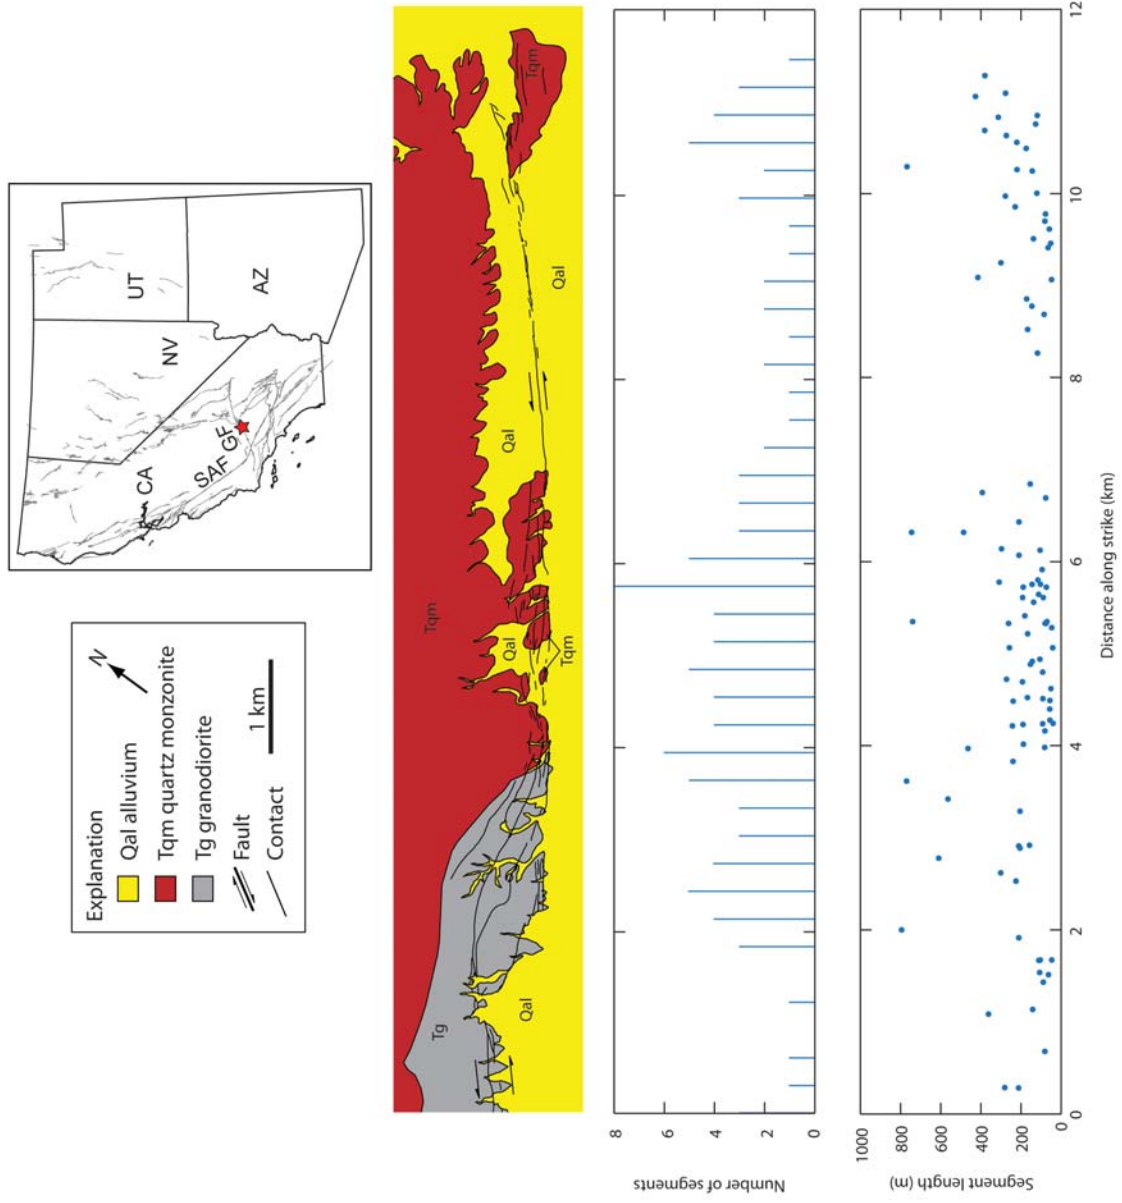 UT
AZ
NV
CA
SAF
GF
Explanation
Qal alluvium
Tqm quartz monzonite
Tg granodiorite
Fault
Contact
N
1 km
Tg
Qal
Tqm
Qal
Tqm
Qal
Qal
Tqm
Number of segments
0
2
4
6
8
Segment length (m)
0
200
400
600
800
1000
0
2
4
6
8
10
12
Distance along strike (km)